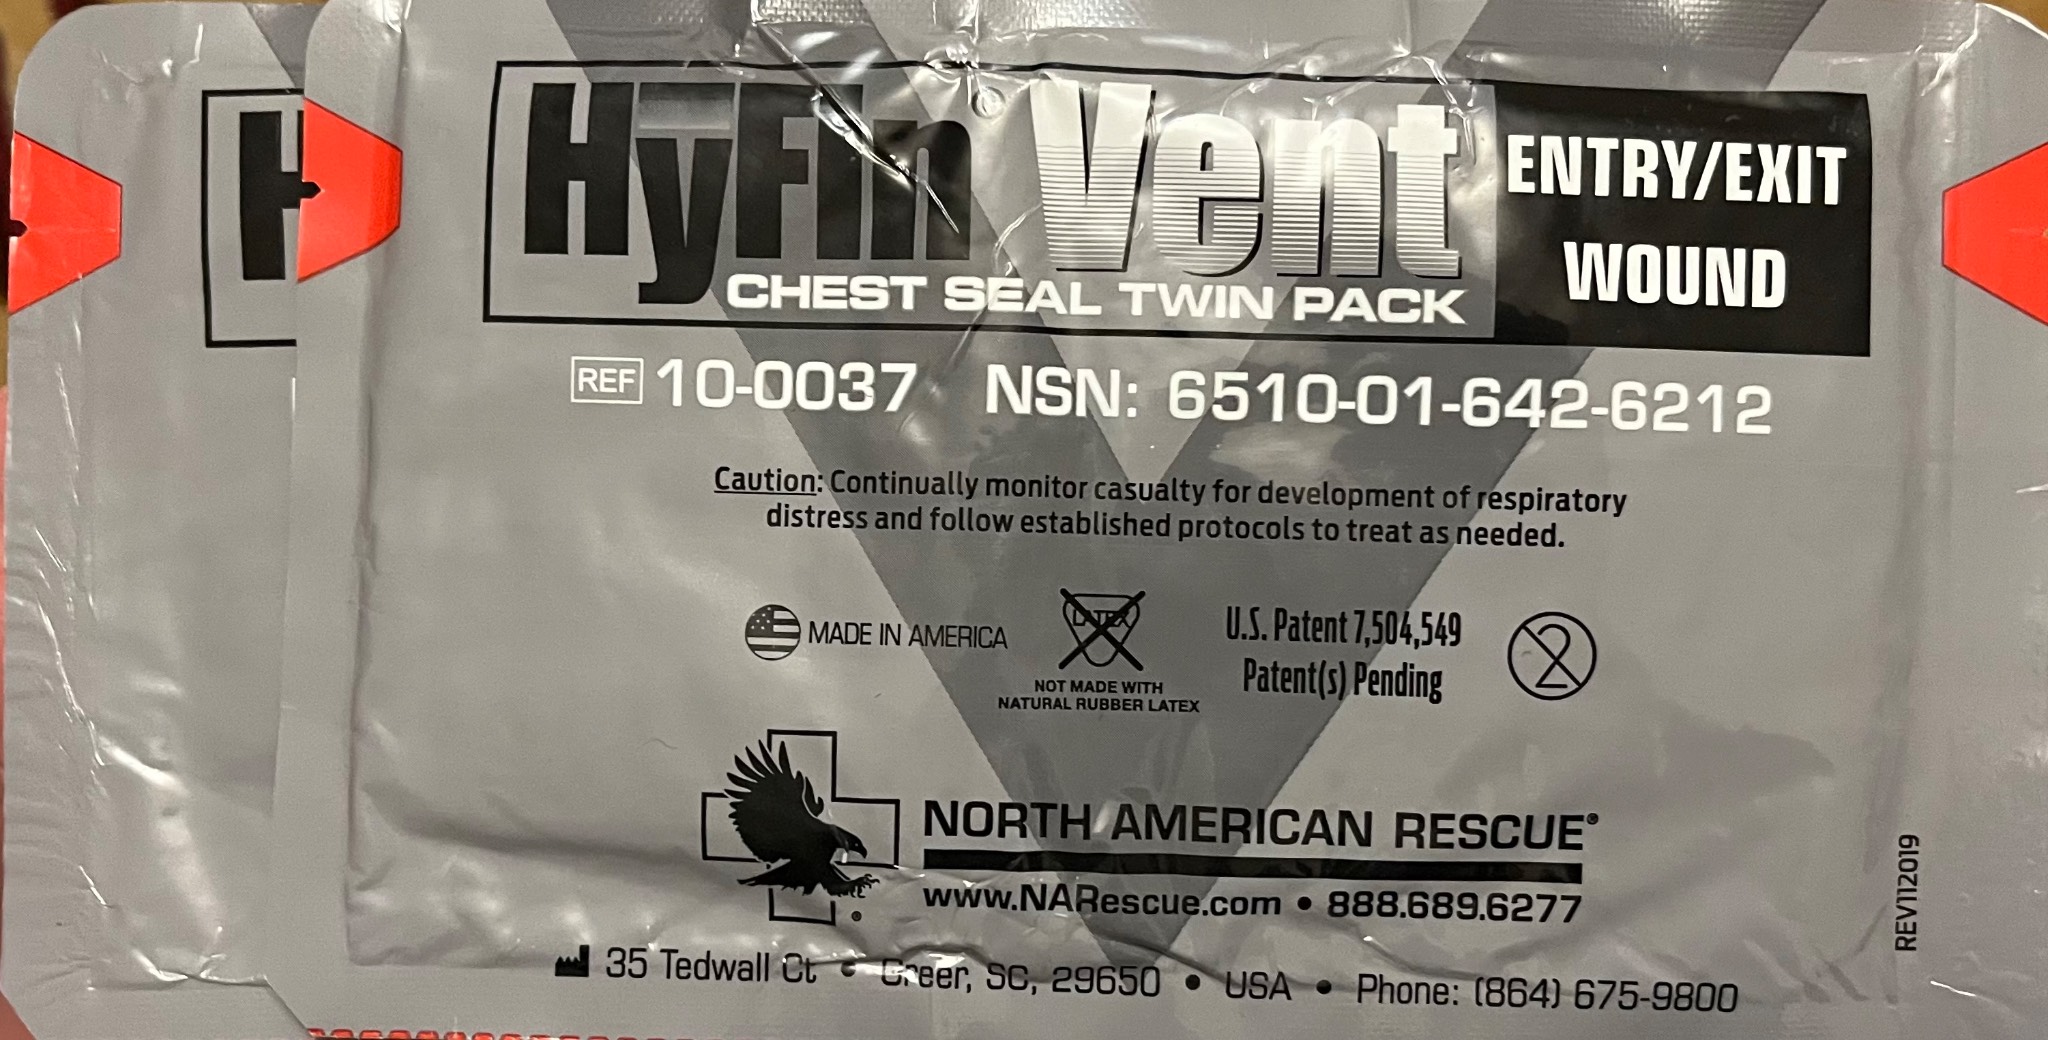 H
HyFin® Vent
CHEST SEAL TWIN PACK
ENTRY/EXIT
WOUND
REF 10-0037 NSN: 6510-01-642-6212
Caution: Continually monitor casualty for development of respiratory
distress and follow established protocols to treat as needed.
MADE IN AMERICA
LATEX
NOT MADE WITH
NATURAL RUBBER LATEX
U.S. Patent 7,504,549
Patent(s) Pending
2
NORTH AMERICAN RESCUE®
www.NARescue.com • 888.689.6277
®
35 Tedwall Ct • Greer, SC, 29650 • USA • Phone: (864) 675-9800
REV112019